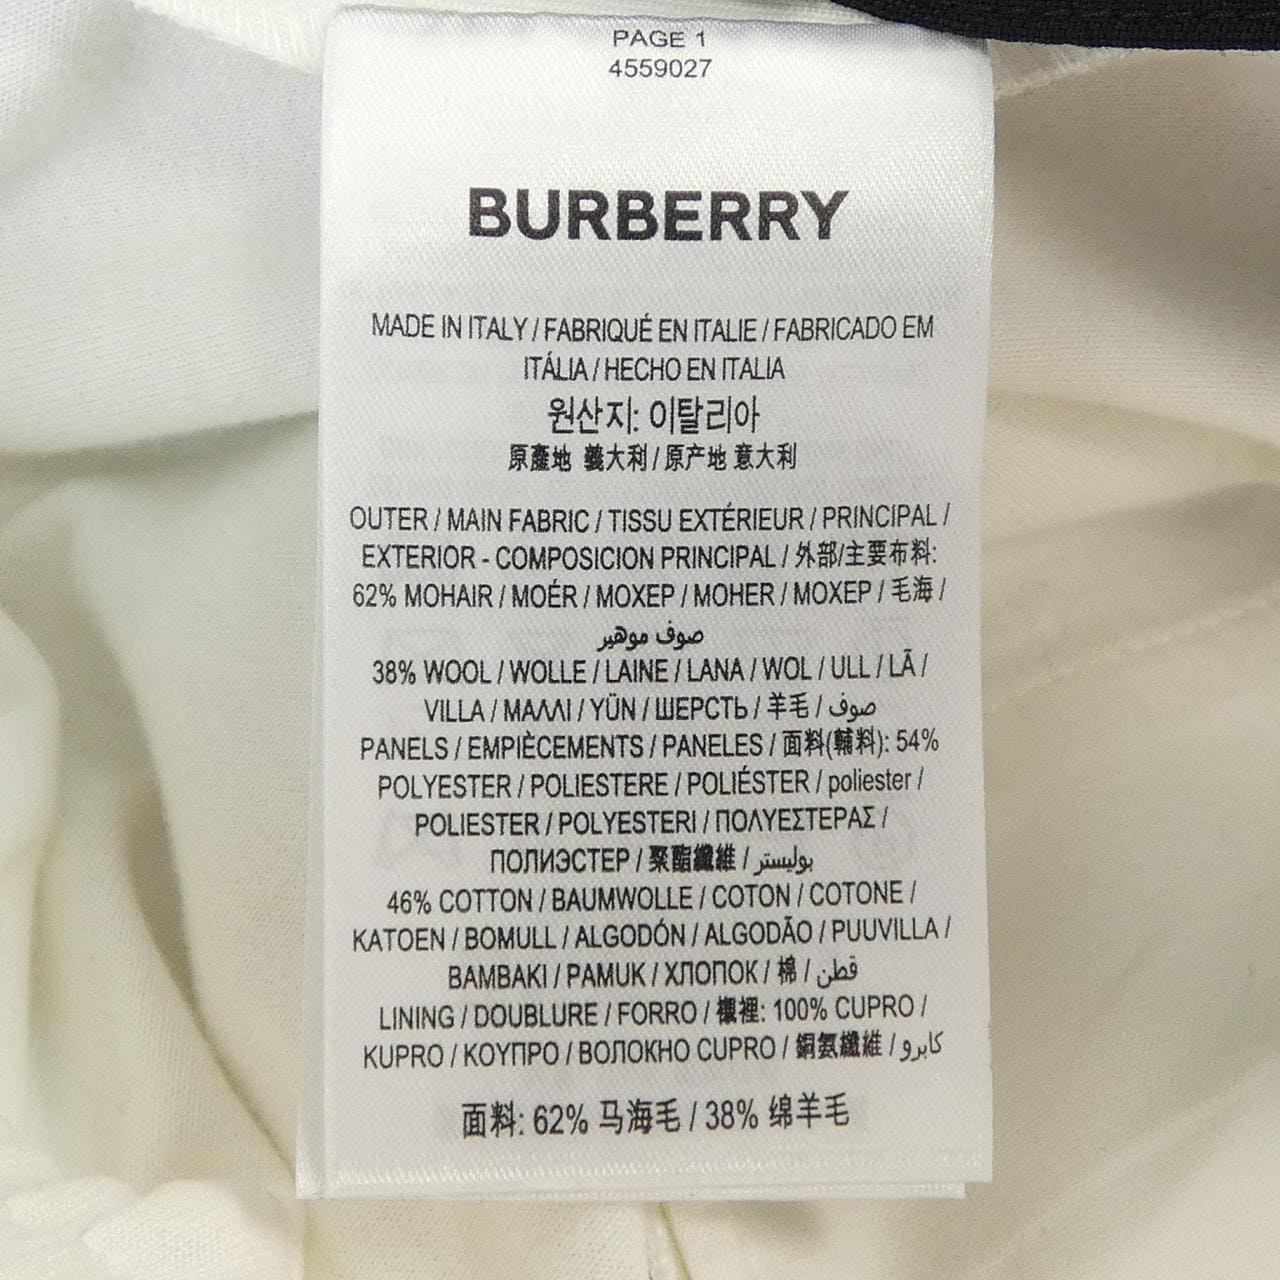 PAGE 1
4559027
BURBERRY
MADE IN ITALY / FABRIQUÉ EN ITALIE / FABRICADO EM
ITÁLIA / HECHO EN ITALIA
원산지: 이탈리아
原產地 義大利 / 原产地 意大利
OUTER / MAIN FABRIC / TISSU EXTÉRIEUR / PRINCIPAL /
EXTERIOR - COMPOSICION PRINCIPAL / 外部/主要布料:
62% MOHAIR / MOÉR / MOXEP / MOHER / MOXEP / 毛海 /
صوف موهير
38% WOOL / WOLLE / LAINE / LANA / WOL / ULL / LÃ /
VILLA / ΜΑΛΛΙ / YÜN / ШЕРСТЬ / 羊毛 / صوف
PANELS / EMPIÈCEMENTS / PANELES / 面料(輔料): 54%
POLYESTER / POLIESTERE / POLIÉSTER / poliester /
POLIESTER / POLYESTERI / ΠΟΛΥΕΣΤΕΡΑΣ /
ПОЛИЭСТЕР / 聚酯纖維 / بوليستر
46% COTTON / BAUMWOLLE / COTON / COTONE /
KATOEN / BOMULL / ALGODÓN / ALGODÃO / PUUVILLA /
BAMBAKI / PAMUK / ХЛОПОК / 棉 / قطن
LINING / DOUBLURE / FORRO / 襯裡: 100% CUPRO /
KUPRO / ΚΟΥΠΡΟ / ВОЛОКНО CUPRO / 銅氨纖維 / كابرو
面料: 62% 马海毛 / 38% 绵羊毛